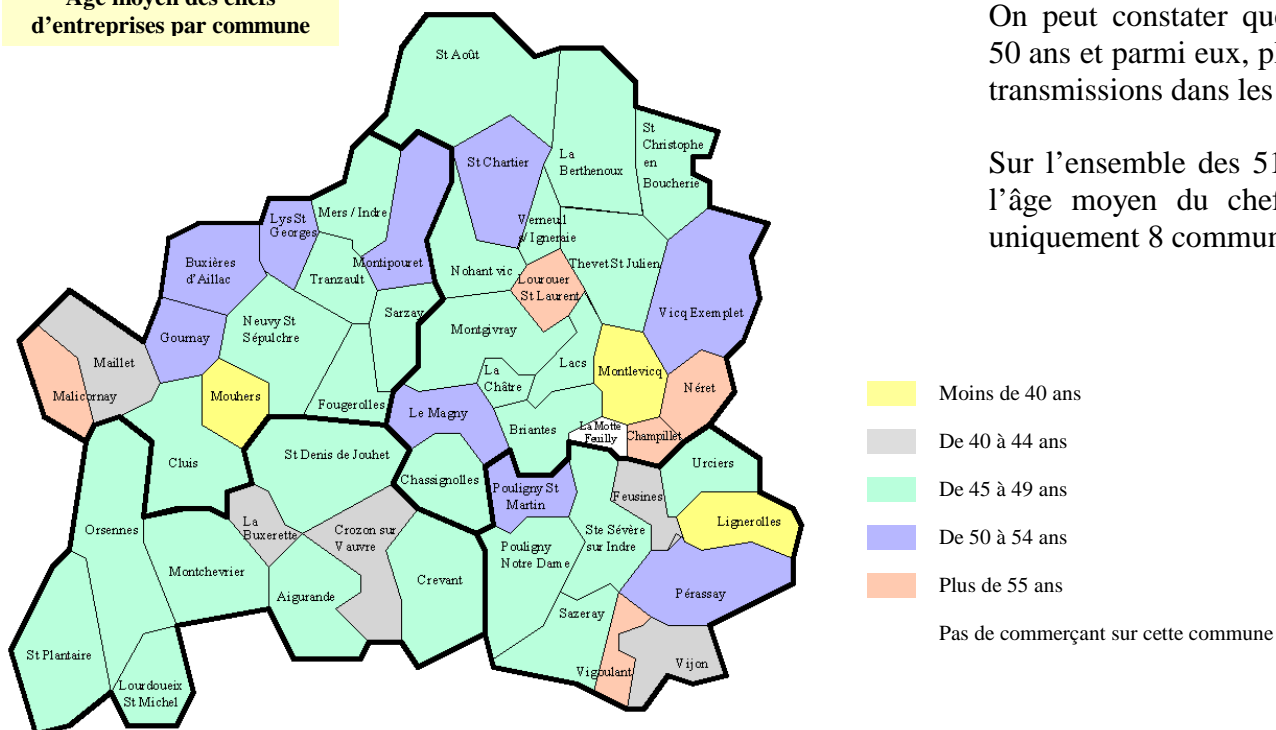 Age moyen des chefs
d'entreprises par commune
On peut constater que
50 ans et parmi eux, pl
transmissions dans les
Sur l'ensemble des 51
l'âge moyen du chef
uniquement 8 commun
St Août
St Chartier
La
Berthenoux
St
Christophe
en
Boucherie
Lys St
Georges
Mers / Indre
Verneuil
s/ Igneraie
Buxières
d'Aillac
Montipouret
Tranzault
Nohant vic
Lourouer
St Laurent
Thevet St Julien
Sarzay
Vicq Exemplet
Gournay
Neuvy St
Sépulchre
Montgivray
Maillet
Lacs
La
Châtre
Montlevicq
Néret
Malicornay
Mouhers
Fougerolles
Le Magny
Briantes
La Motte
Feuilly
Champillet
Cluis
St Denis de Jouhet
Chassignolles
Pouligny St
Martin
Urciers
Feusines
Lignerolles
Orsennes
La
Buxerette
Crozon sur
Vauvre
Ste Sévère
sur Indre
Pouligny
Notre Dame
Montchevrier
Crevant
Aigurande
Pérassay
Sazeray
St Plantaire
Lourdoueix
St Michel
Vigoulant
Vijon
Moins de 40 ans
De 40 à 44 ans
De 45 à 49 ans
De 50 à 54 ans
Plus de 55 ans
Pas de commerçant sur cette commune